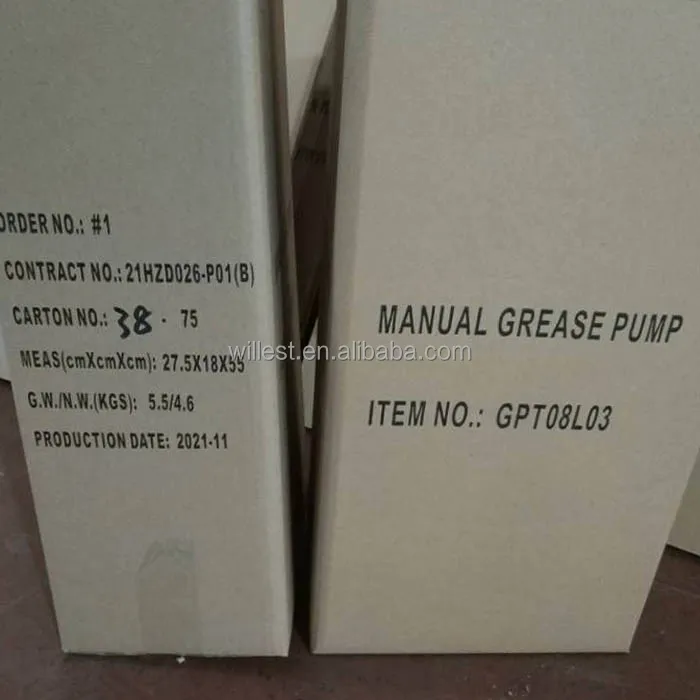 ORDER NO.: #1
CONTRACT NO.: 21HZD026-P01(B)
CARTON NO.: 38 - 75
MEAS(cmXcmXcm): 27.5X18X55
G.W./N.W.(KGS): 5.5/4.6
PRODUCTION DATE: 2021-11
MANUAL GREASE PUMP
ITEM NO.: GPT08L03
willest.en.alibaba.com